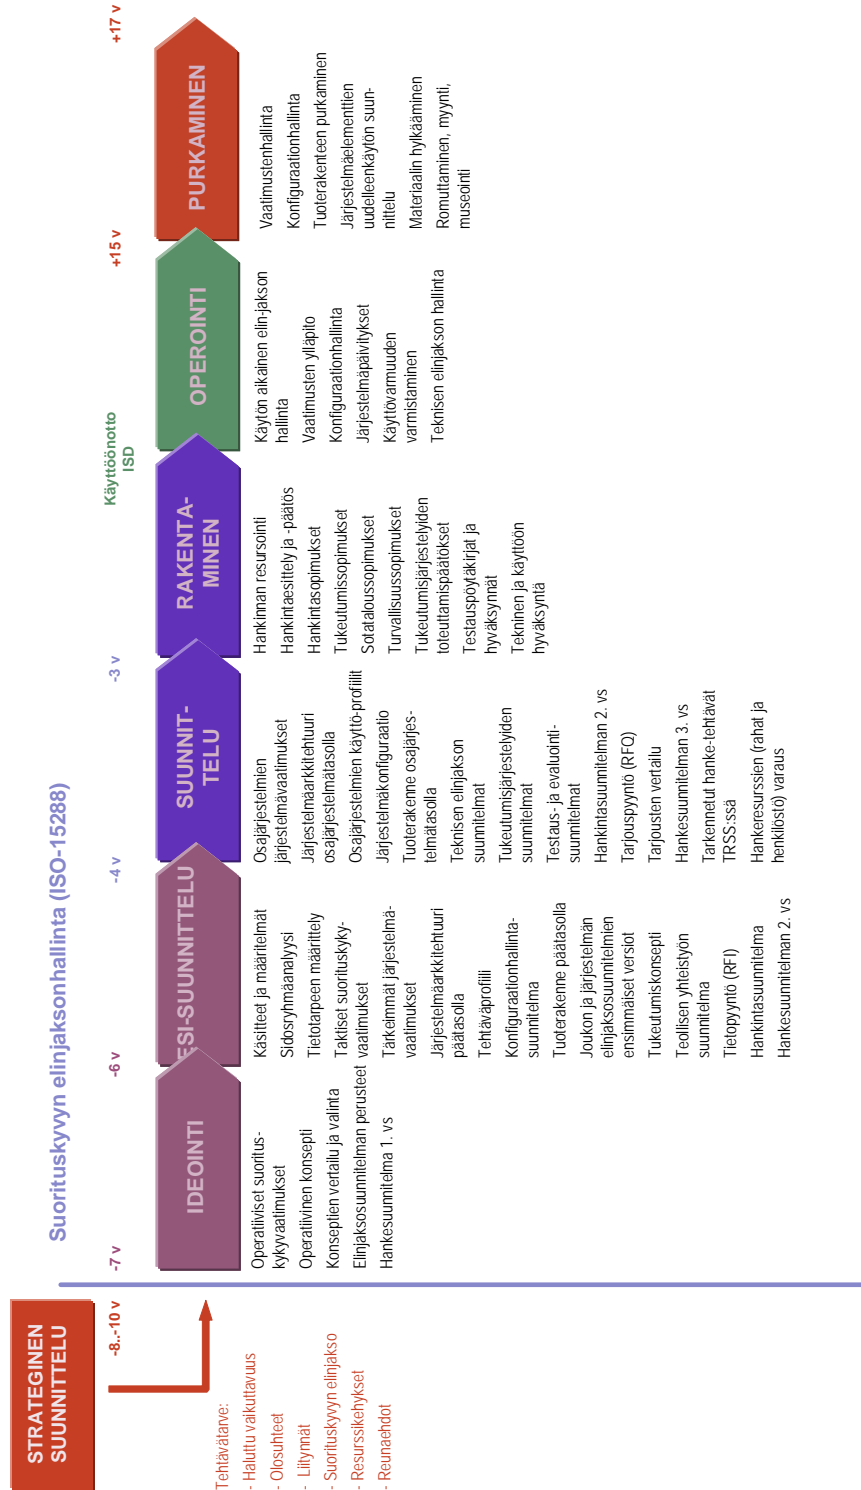 STRATEGINEN
SUUNNITTELU
-8..-10 v
Tehtävätarve:
- Haluttu vaikuttavuus
- Olosuhteet
- Liitynnät
- Suorituskyvyn elinjakso
- Resurssikehykset
- Reunaehdot
Suorituskyvyn elinjaksonhallinta (ISO-15288)
-7 v
-6 v
-4 v
-3 v
Käyttöönotto
ISD
+15 v
+17 v
IDEOINTI
Operatiiviset suoritus-
kykyvaatimukset
Operatiivinen konsepti
Konseptien vertailu ja valinta
Elinjaksosuunnitelman perusteet
Hankesuunnitelma 1. vs
ESI-SUUNNITTELU
Käsitteet ja määritelmät
Sidosryhmäanalyysi
Tietotarpeen määrittely
Taktiset suorituskyky-
vaatimukset
Tärkeimmät järjestelmä-
vaatimukset
Järjestelmäarkkitehtuuri
päätasolla
Tehtäväprofiili
Konfiguraationhallinta-
suunnitelma
Tuoterakenne päätasolla
Joukon ja järjestelmän
elinjaksosuunnitelmien
ensimmäiset versiot
Tukeutumiskonsepti
Teollisen yhteistyön
suunnitelma
Tietopyyntö (RFI)
Hankintasuunnitelma
Hankesuunnitelman 2. vs
SUUNNIT-
TELU
Osajärjestelmien
järjestelmävaatimukset
Järjestelmäarkkitehtuuri
osajärjestelmätasolla
Osajärjestelmien käyttö-profiilit
Järjestelmäkonfiguraatio
Tuoterakenne osajärjes-
telmätasolla
Teknisen elinjakson
suunnitelmat
Tukeutumisjärjestelyiden
suunnitelmat
Testaus- ja evaluointi-
suunnitelmat
Hankintasuunnitelman 2. vs
Tarjouspyyntö (RFQ)
Tarjousten vertailu
Hankesuunnitelman 3. vs
Tarkennetut hanke-tehtävät
TRSS:ssä
Hankeresurssien (rahat ja
henkilöstö) varaus
RAKENTA-
MINEN
Hankinnan resursointi
Hankintaesittely ja -päätös
Hankintasopimukset
Tukeutumissopimukset
Sotataloussopimukset
Turvallisuussopimukset
Tukeutumisjärjestelyiden
toteuttamispäätökset
Testauspöytäkirjat ja
hyväksynnät
Tekninen ja käyttöön
hyväksyntä
OPEROINTI
Käytön aikainen elin-jakson
hallinta
Vaatimusten ylläpito
Konfiguraationhallinta
Järjestelmäpäivitykset
Käyttövarmuuden
varmistaminen
Teknisen elinjakson hallinta
PURKAMINEN
Vaatimustenhallinta
Konfiguraationhallinta
Tuoterakenteen purkaminen
Järjestelmäelementtien
uudelleenkäytön suun-
nittelu
Materiaalin hylkääminen
Romuttaminen, myynti,
museointi